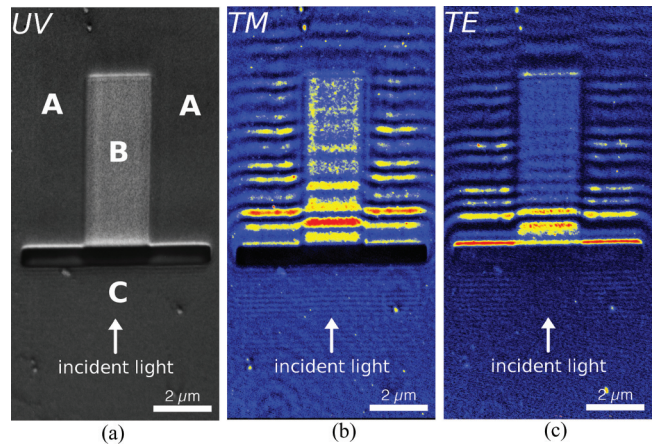 UV
A
A
B
C
incident light
2 µm
(a)
TM
incident light
2 µm
(b)
TE
incident light
2 µm
(c)